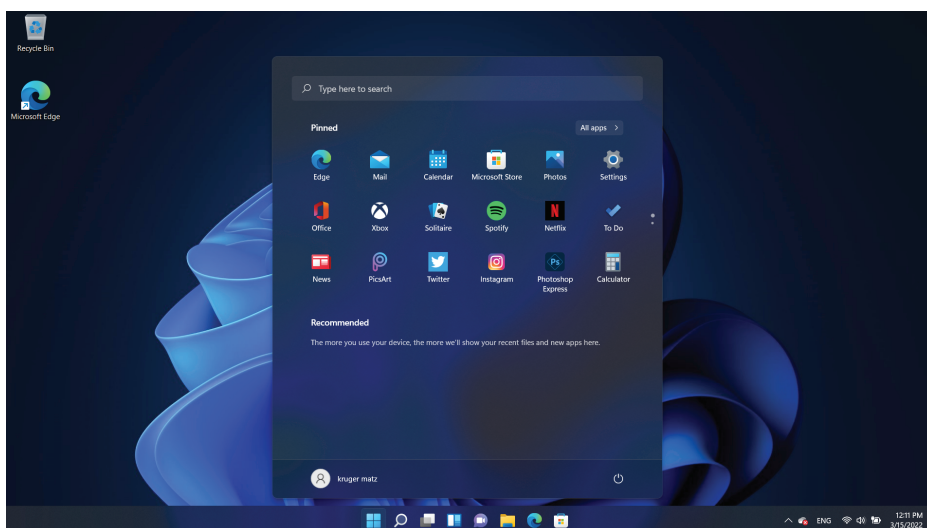 Recycle Bin
Microsoft Edge
Type here to search
Pinned
All apps >
Edge
Mail
Calendar
Microsoft Store
Photos
Settings
Office
Xbox
Solitaire
Spotify
N
Netflix
To Do
News
PicsArt
Twitter
Instagram
Ps
Photoshop
Express
Calculator
Recommended
The more you use your device, the more we'll show your recent files and new apps here.
kruger matz
ENG
12:11 PM
3/15/2022